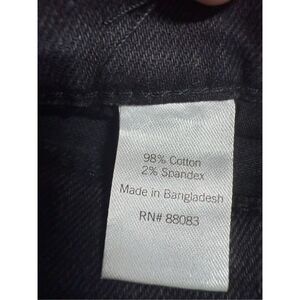 98% Cotton
2% Spandex
Made in Bangladesh
RN# 88083